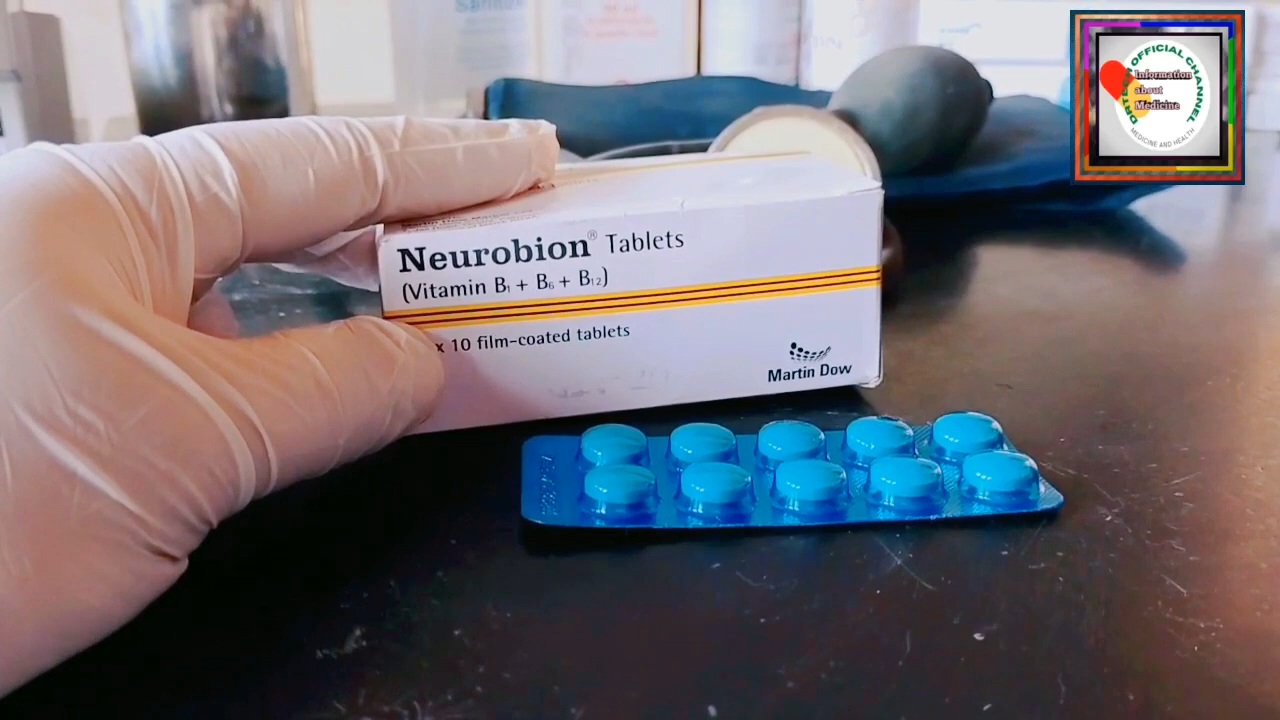 Neurobion® Tablets
(Vitamin B1 + B6 + B12)
x 10 film-coated tablets
Martin Dow
OFFICIAL CHANNEL
Information
about
Medicine
MEDICINE AND HEALTH